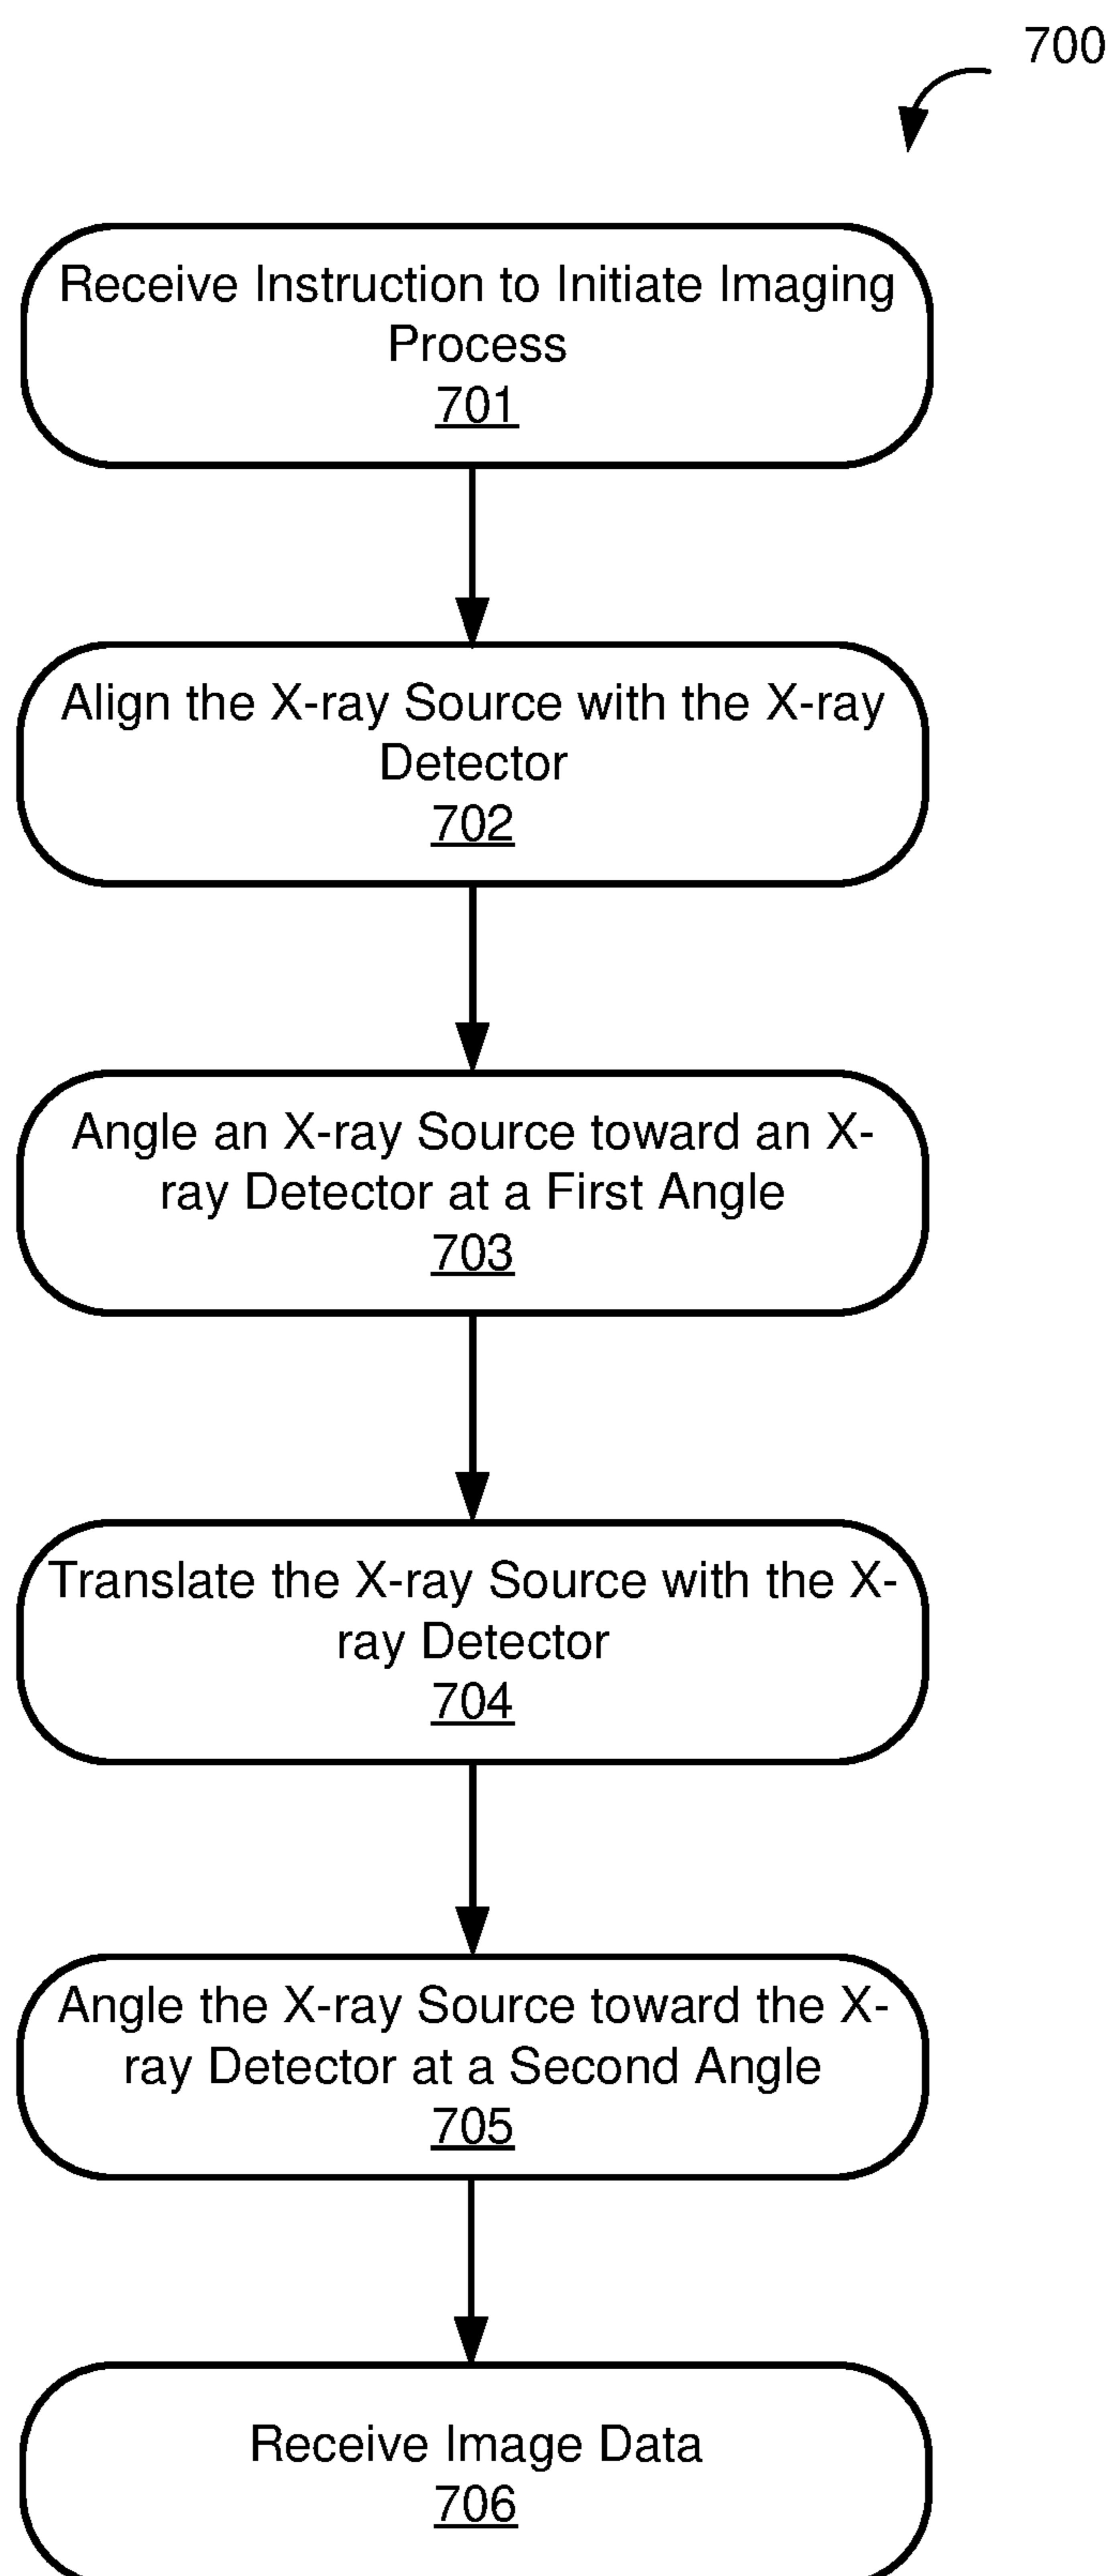 700
Receive Instruction to Initiate Imaging
Process
701
Align the X-ray Source with the X-ray
Detector
702
Angle an X-ray Source toward an X-
ray Detector at a First Angle
703
Translate the X-ray Source with the X-
ray Detector
704
Angle the X-ray Source toward the X-
ray Detector at a Second Angle
705
Receive Image Data
706